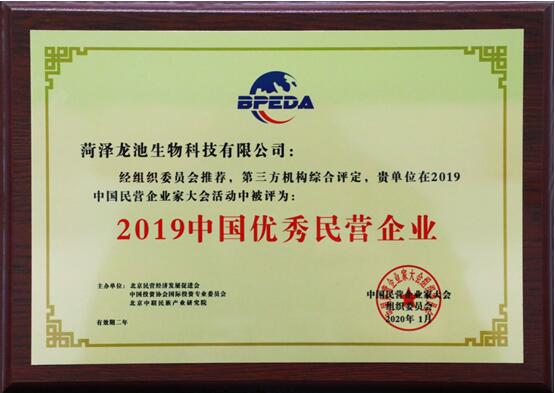 BPEDA
菏泽龙池生物科技有限公司：
经组织委员会推荐，第三方机构综合评定，贵单位在2019
中国民营企业家大会活动中被评为：
2019中国优秀民营企业
主办单位：北京民营经济发展促进会
中国投资协会国际投资专业委员会
北京中联民族产业研究院
有效期二年
中国民营企业家大会
组织委员会
2020年 1月